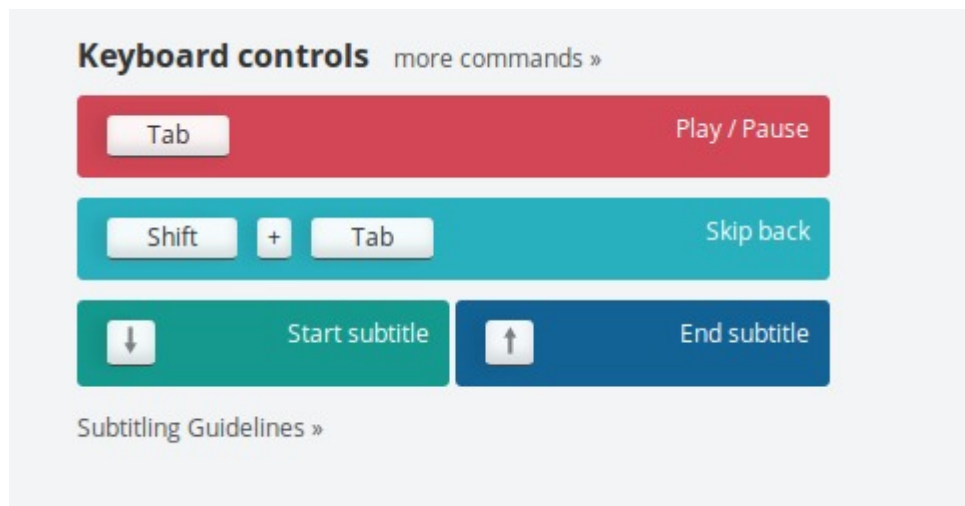 Keyboard controls more commands »
Tab Play / Pause
Shift + Tab Skip back
↓ Start subtitle ↑ End subtitle
Subtitling Guidelines »